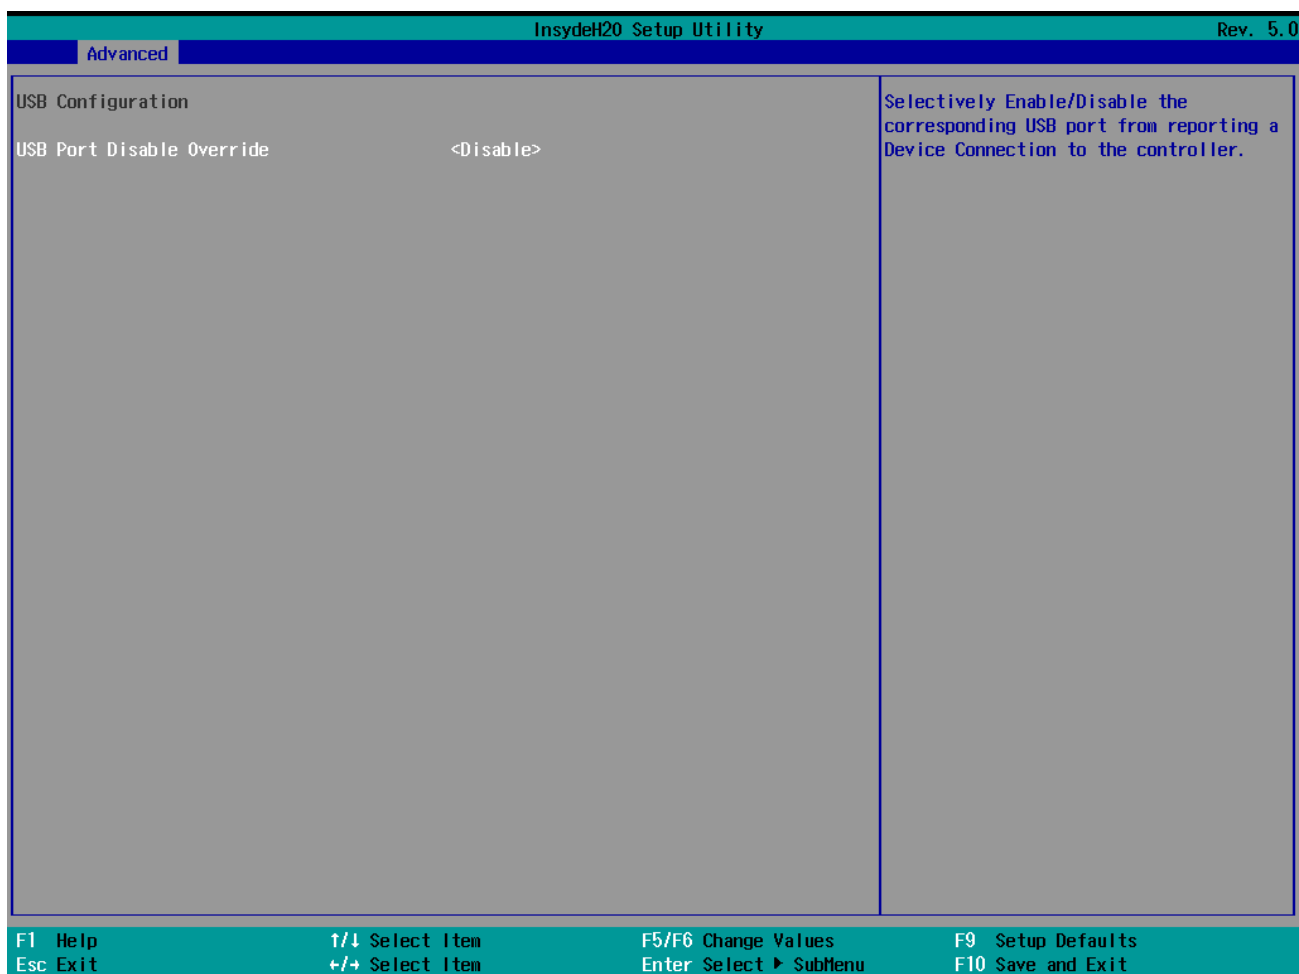 InsydeH20 Setup Utility Rev. 5.0
Advanced
USB Configuration
USB Port Disable Override <Disable>
Selectively Enable/Disable the
corresponding USB port from reporting a
Device Connection to the controller.
F1 Help ↑/↓ Select Item F5/F6 Change Values F9 Setup Defaults
Esc Exit ←/→ Select Item Enter Select ▶ SubMenu F10 Save and Exit